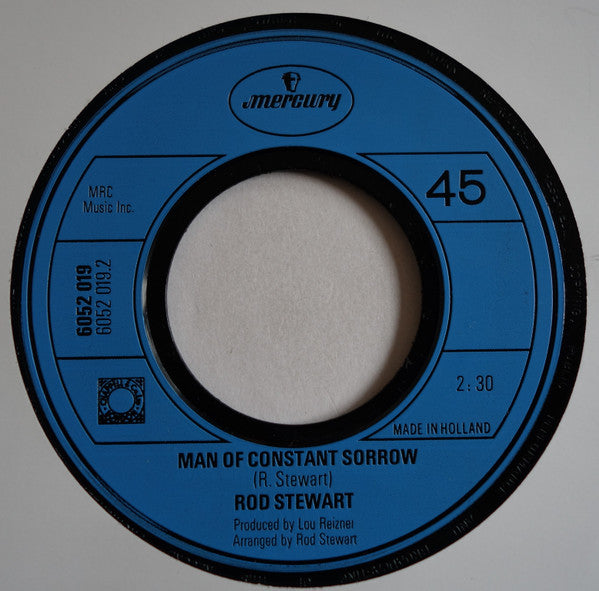 mercury
MRC
Music Inc.
45
6052 019
6052 019.2
2:30
MADE IN HOLLAND
MAN OF CONSTANT SORROW
(R. Stewart)
ROD STEWART
Produced by Lou Reizner
Arranged by Rod Stewart